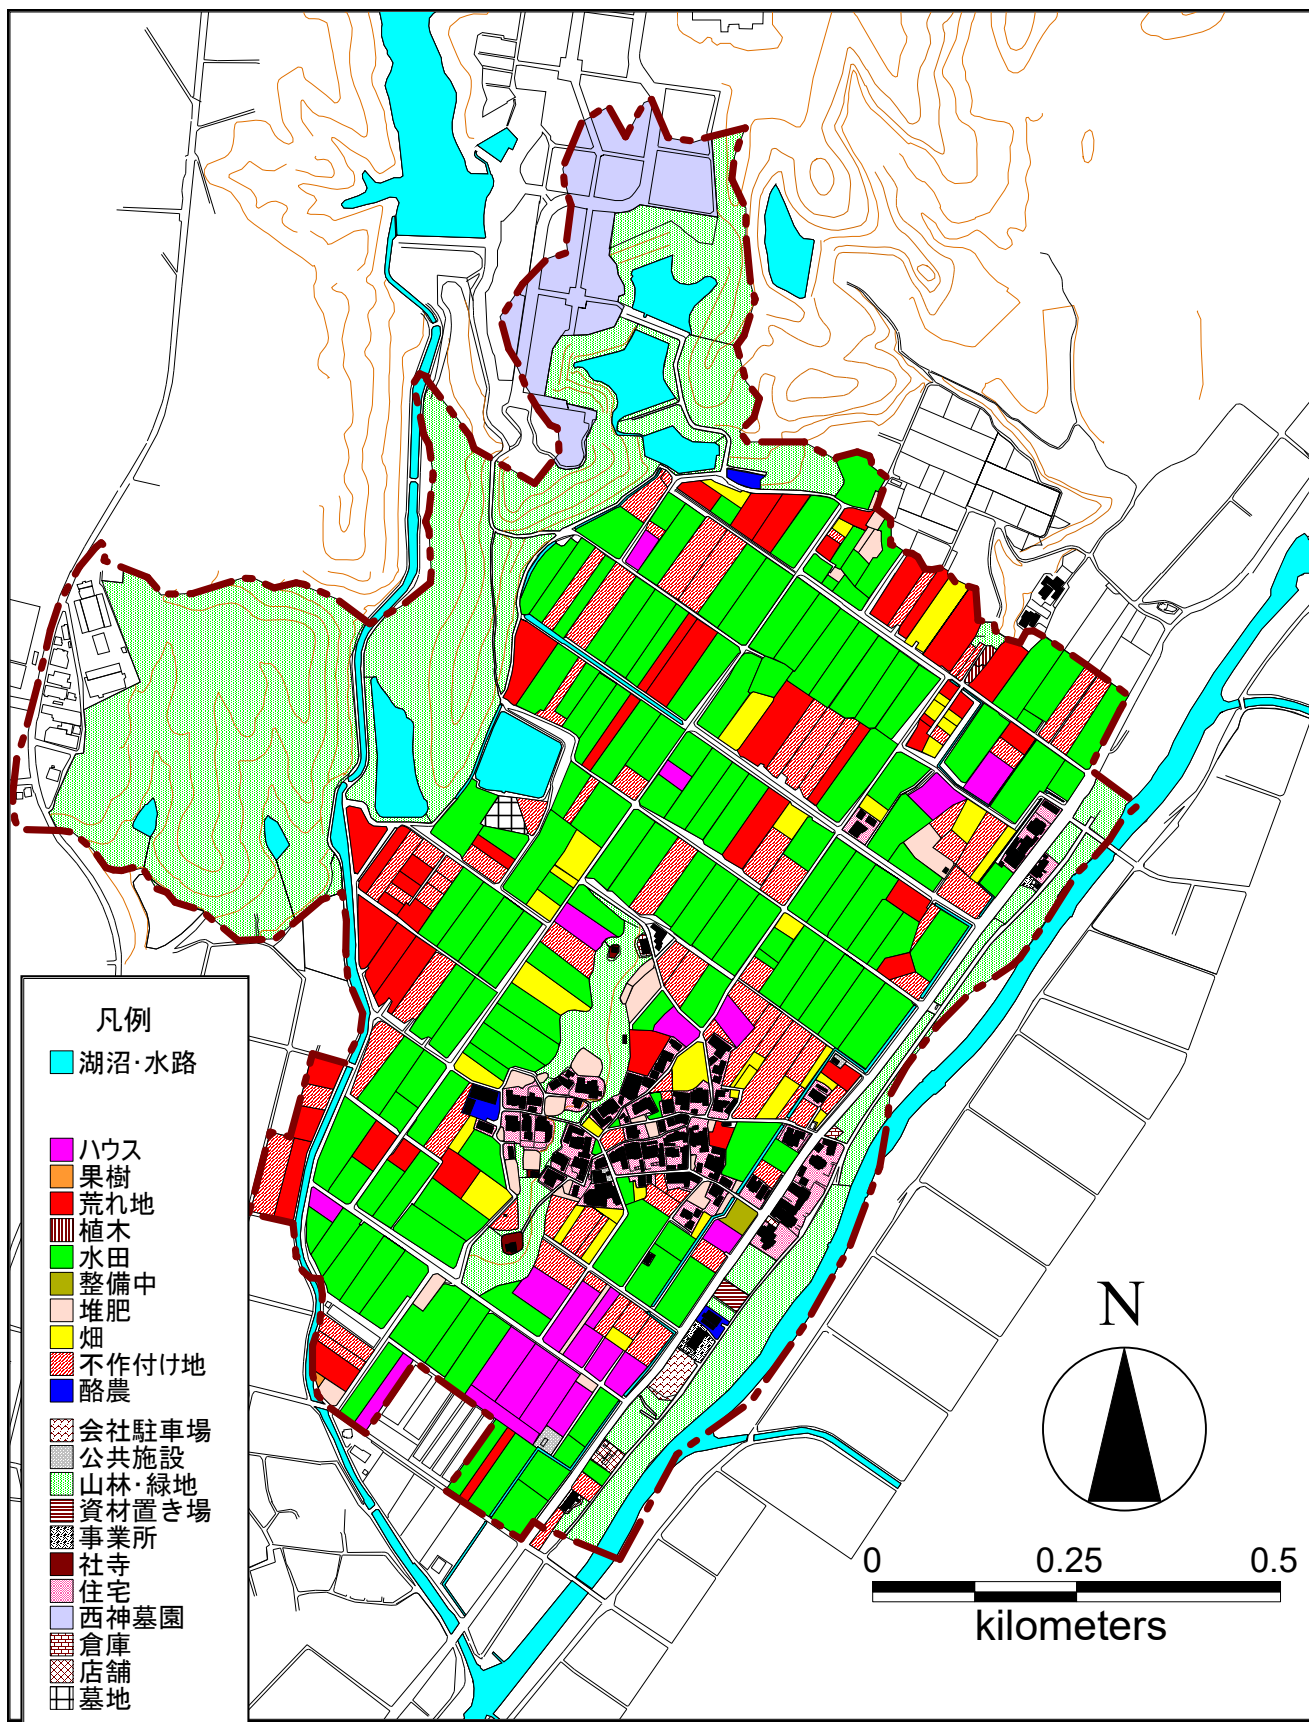 凡例
湖沼・水路
ハウス
果樹
荒れ地
植木
水田
整備中
堆肥
畑
不作付け地
酪農
会社駐車場
公共施設
山林・緑地
資材置き場
事業所
社寺
住宅
西神墓園
倉庫
店舗
墓地
N
0 0.25 0.5
kilometers